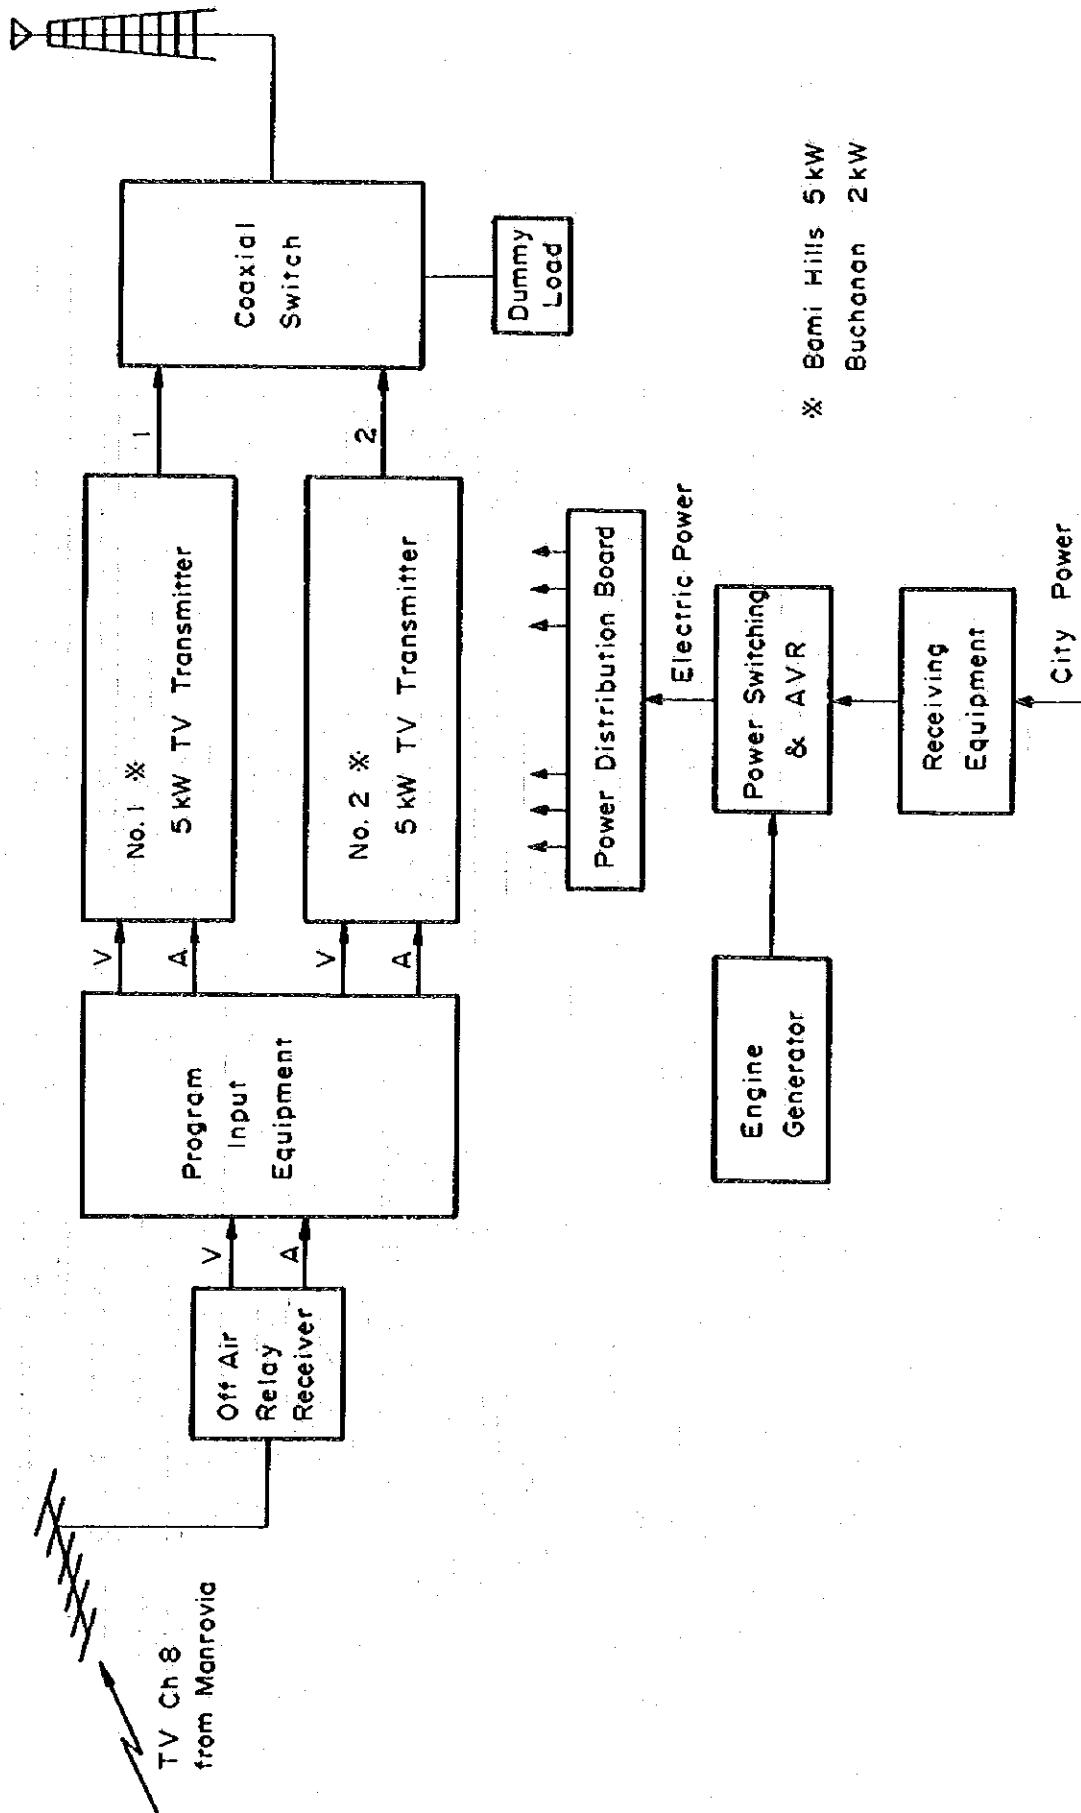 TV Ch 8
from Manrovia
Off Air
Relay
Receiver
V
A
Program
Input
Equipment
V
A
V
A
No. 1 ※
5 kW TV Transmitter
No. 2 ※
5 kW TV Transmitter
1
2
Coaxial
Switch
Dummy
Load
Power Distribution Board
Electric Power
Engine
Generator
Power Switching
& AVR
Receiving
Equipment
City Power
※ Bomi Hills 5 kW
Buchanan 2 kW